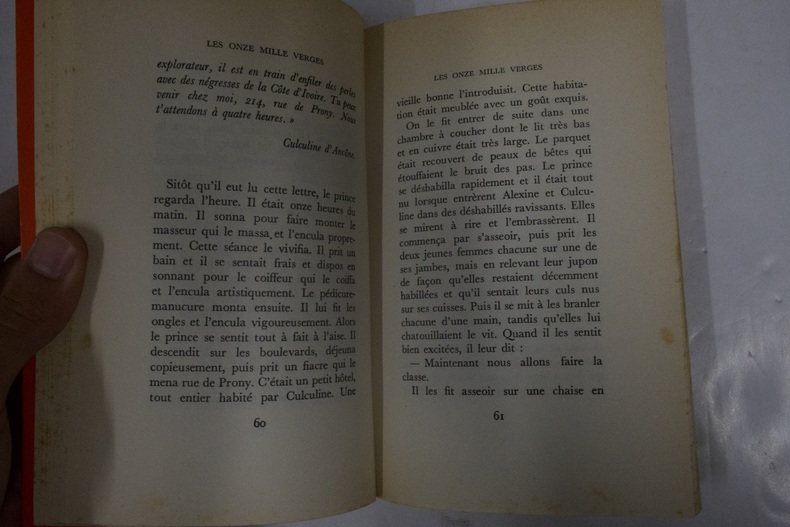 LES ONZE MILLE VERGES
explorateur, il est en train d'enfiler des perles
avec des négresses de la Côte d'Ivoire. Tu peux
venir chez moi, 214, rue de Prony. Nous
t'attendons à quatre heures. »
Culculine d'Ancône.
Sitôt qu'il eut lu cette lettre, le prince
regarda l'heure. Il était onze heures du
matin. Il sonna pour faire monter le
masseur qui le massa et l'encula propre-
ment. Cette séance le vivifia. Il prit un
bain et il se sentait frais et dispos en
sonnant pour le coiffeur qui le coiffa
et l'encula artistiquement. Le pédicure-
manucure monta ensuite. Il lui fit les
ongles et l'encula vigoureusement. Alors
le prince se sentit tout à fait à l'aise. Il
descendit sur les boulevards, déjeuna
copieusement, puis prit un fiacre qui le
mena rue de Prony. C'était un petit hôtel,
tout entier habité par Culculine. Une
60
LES ONZE MILLE VERGES
vieille bonne l'introduisit. Cette habita-
tion était meublée avec un goût exquis.
On le fit entrer de suite dans une
chambre à coucher dont le lit très bas
et en cuivre était très large. Le parquet
était recouvert de peaux de bêtes qui
étouffaient le bruit des pas. Le prince
se déshabilla rapidement et il était tout
nu lorsque entrèrent Alexine et Culcu-
line dans des déshabillés ravissants. Elles
se mirent à rire et l'embrassèrent. Il
commença par s'asseoir, puis prit les
deux jeunes femmes chacune sur une de
ses jambes, mais en relevant leur jupon
de façon qu'elles restaient décemment
habillées et qu'il sentait leurs culs nus
sur ses cuisses. Puis il se mit à les branler
chacune d'une main, tandis qu'elles lui
chatouillaient le vit. Quand il les sentit
bien excitées, il leur dit :
— Maintenant nous allons faire la
classe.
Il les fit asseoir sur une chaise en
61